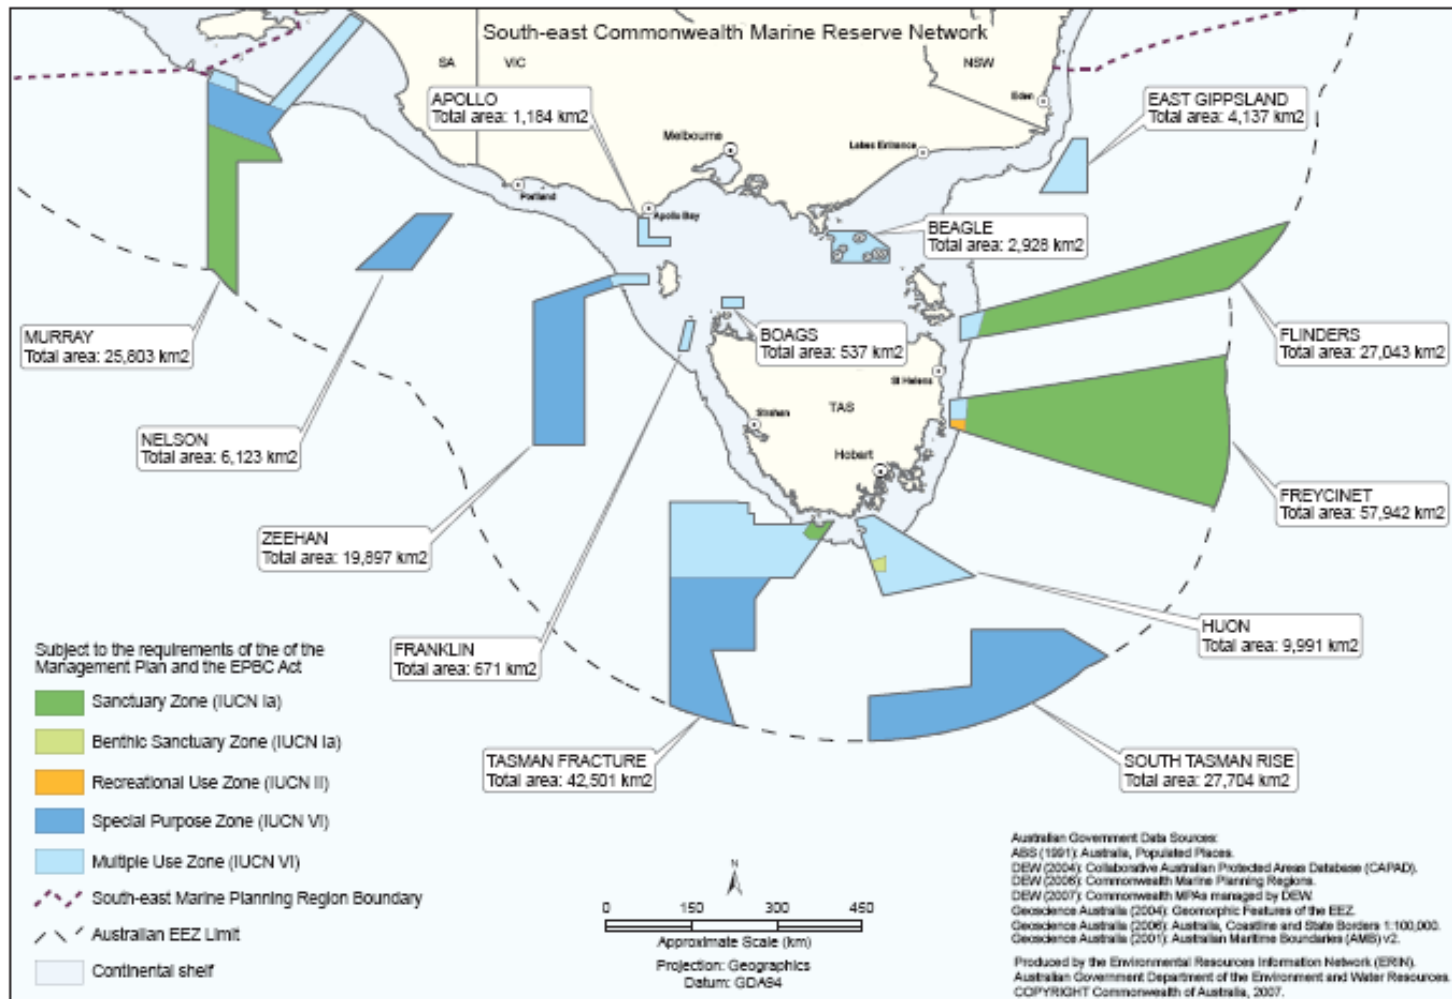 South-east Commonwealth Marine Reserve Network
SA
VIC
NSW
APOLLO
Total area: 1,184 km2
Eden
EAST GIPPSLAND
Total area: 4,137 km2
Melbourne
Lakes Entrance
Portland
Apollo Bay
BEAGLE
Total area: 2,928 km2
MURRAY
Total area: 25,803 km2
BOAGS
Total area: 537 km2
FLINDERS
Total area: 27,043 km2
St Helens
TAS
Strahan
NELSON
Total area: 6,123 km2
Hobart
FREYCINET
Total area: 57,942 km2
ZEEHAN
Total area: 19,897 km2
HUON
Total area: 9,991 km2
FRANKLIN
Total area: 671 km2
TASMAN FRACTURE
Total area: 42,501 km2
SOUTH TASMAN RISE
Total area: 27,704 km2
Subject to the requirements of the of the
Management Plan and the EPBC Act
Sanctuary Zone (IUCN Ia)
Benthic Sanctuary Zone (IUCN Ia)
Recreational Use Zone (IUCN II)
Special Purpose Zone (IUCN VI)
Multiple Use Zone (IUCN VI)
South-east Marine Planning Region Boundary
Australian EEZ Limit
Continental shelf
N
0 150 300 450
Approximate Scale (km)
Projection: Geographics
Datum: GDA94
Australian Government Data Sources:
ABS (1991): Australia, Populated Places.
DEW (2004): Collaborative Australian Protected Areas Database (CAPAD).
DEW (2006): Commonwealth Marine Planning Regions.
DEW (2007): Commonwealth MPAs managed by DEW.
Geoscience Australia (2004): Geomorphic Features of the EEZ.
Geoscience Australia (2006): Australia, Coastline and State Borders 1:100,000.
Geoscience Australia (2001): Australian Maritime Boundaries (AMB) v2.
Produced by the Environmental Resources Information Network (ERIN).
Australian Government Department of the Environment and Water Resources.
COPYRIGHT Commonwealth of Australia, 2007.